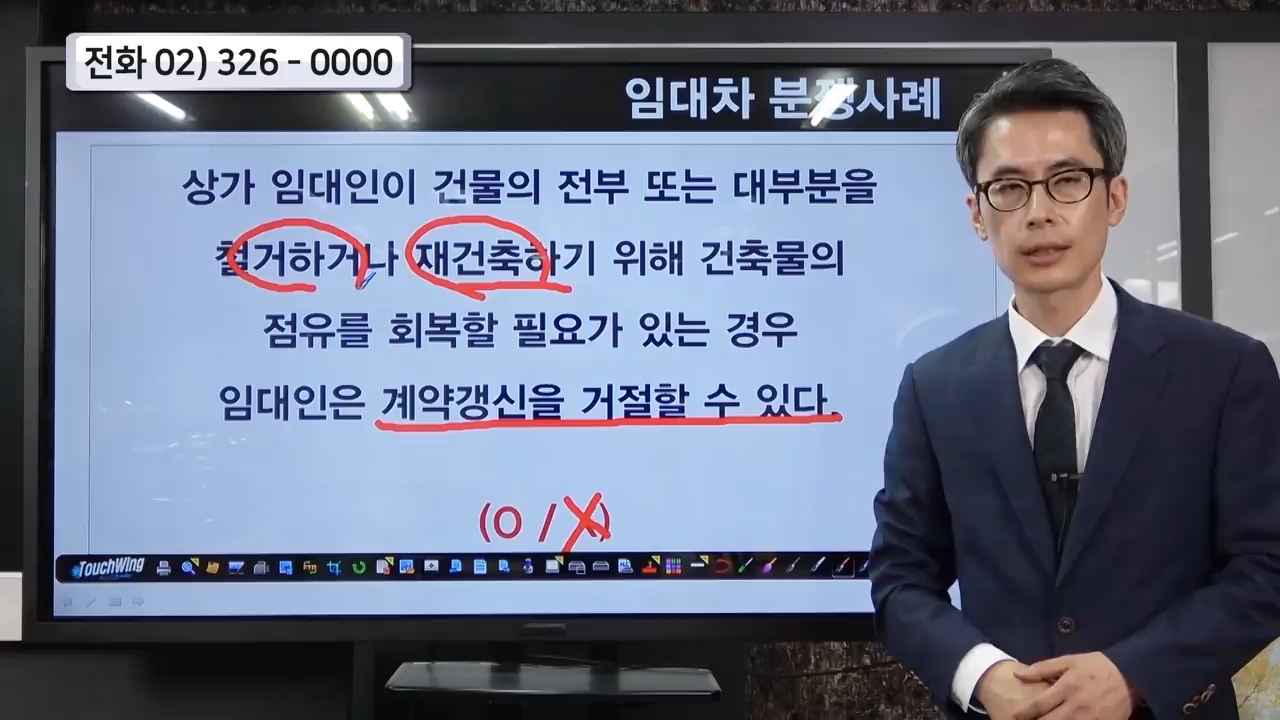 전화 02) 326 - 0000
임대차 분쟁사례
상가 임대인이 건물의 전부 또는 대부분을
철거하거나 재건축하기 위해 건축물의
점유를 회복할 필요가 있는 경우
임대인은 계약갱신을 거절할 수 있다.
(O / X)
TouchWing